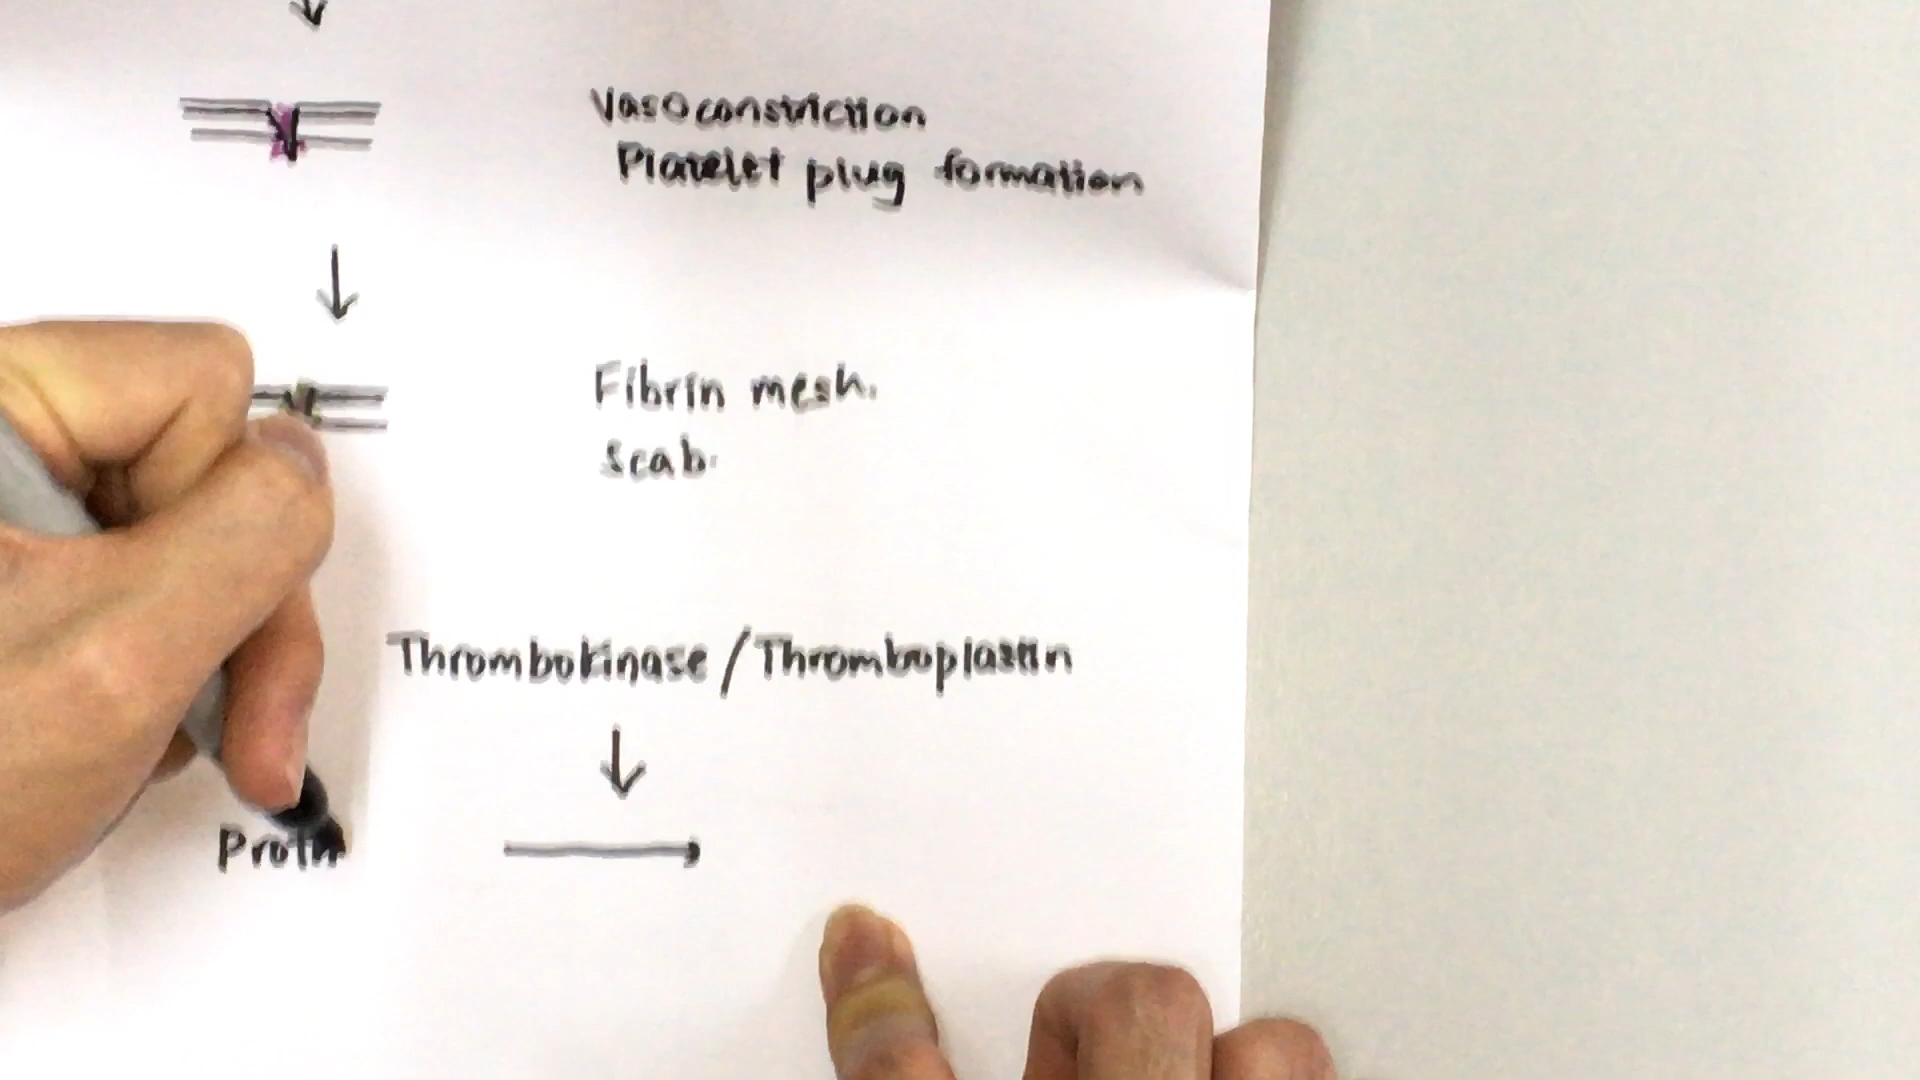 Vasoconstriction
Platelet plug formation
Fibrin mesh.
Scab.
Thrombokinase / Thromboplastin
Proth